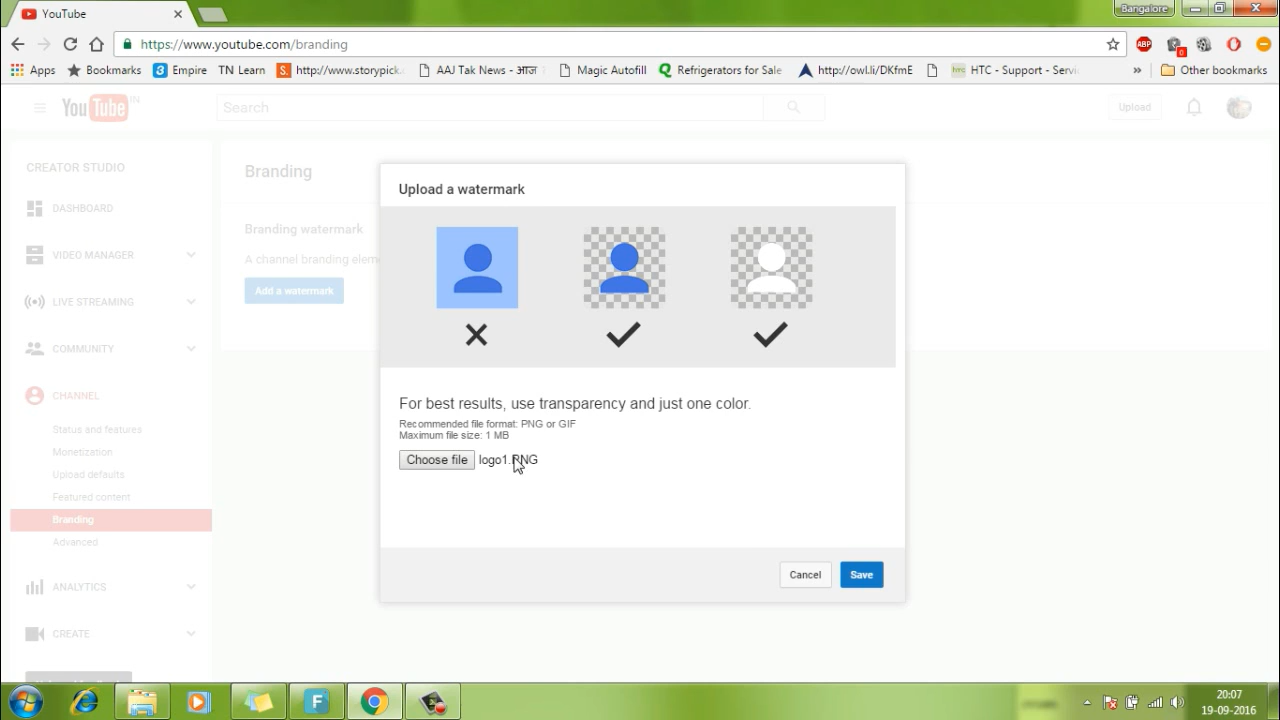 YouTube
Bangalore
https://www.youtube.com/branding
ABP
0
Apps
Bookmarks
Empire
TN Learn
http://www.storypick.
AAJ Tak News - आज
Magic Autofill
Refrigerators for Sale
http://owl.li/DKfmE
HTC - Support - Servi
»
Other bookmarks
YouTube IN
Search
Upload
CREATOR STUDIO
DASHBOARD
VIDEO MANAGER
LIVE STREAMING
COMMUNITY
CHANNEL
Status and features
Monetization
Upload defaults
Featured content
Branding
Advanced
ANALYTICS
CREATE
Branding
Branding watermark
A channel branding elem
Add a watermark
Upload a watermark
For best results, use transparency and just one color.
Recommended file format: PNG or GIF
Maximum file size: 1 MB
Choose file logo1.PNG
Cancel Save
F
20:07
19-09-2016